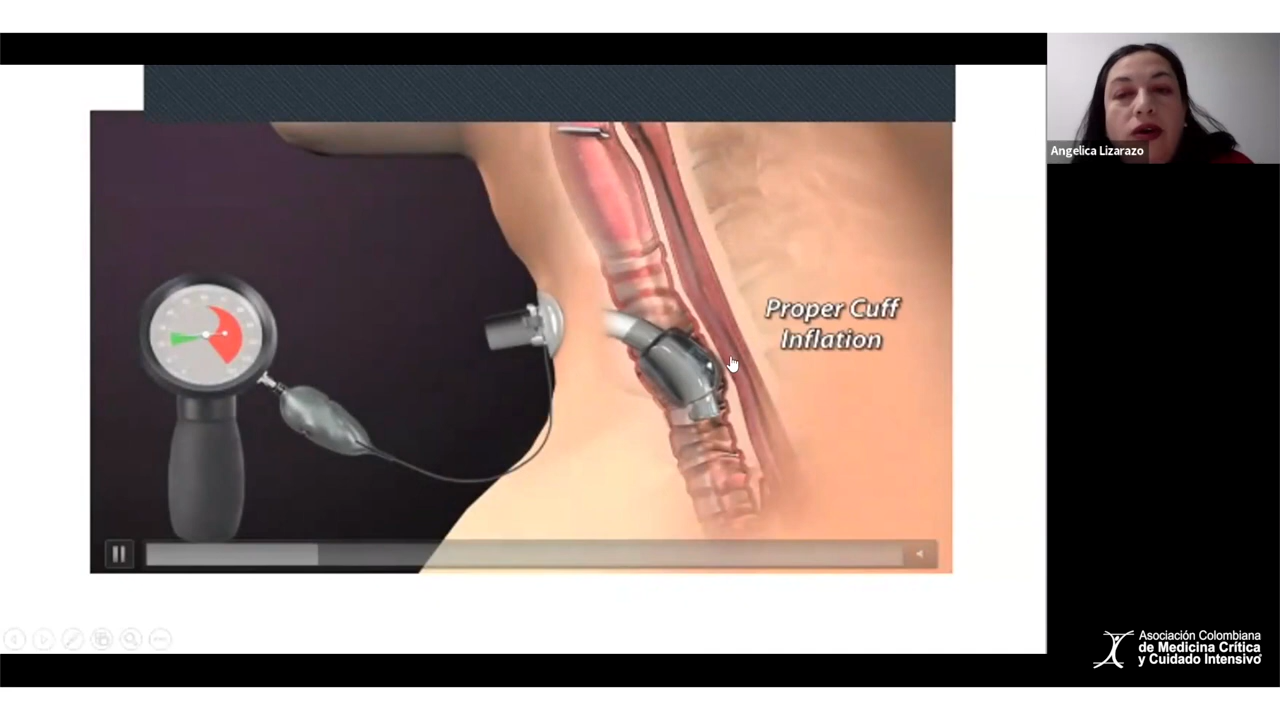 Proper Cuff
Inflation
Angelica Lizarazo
Asociación Colombiana
de Medicina Crítica
y Cuidado Intensivo